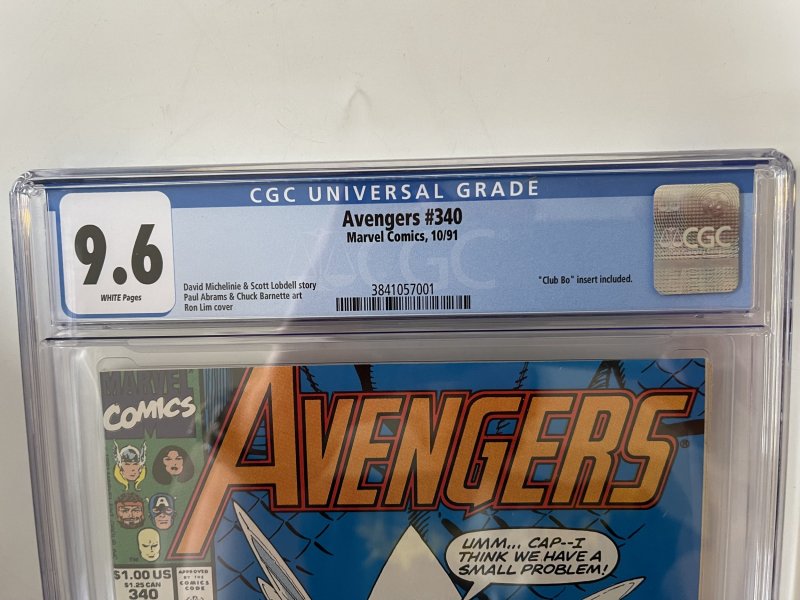 CGC UNIVERSAL GRADE
9.6
WHITE Pages
Avengers #340
Marvel Comics, 10/91
David Michelinie & Scott Lobdell story
Paul Abrams & Chuck Barnette art
Ron Lim cover
3841057001
"Club Bo" insert included.
CGC
CGC
MARVEL
COMICS
AVENGERS
TM
$1.00 US
$1.25 CAN
340
APPROVED
BY THE
COMICS
CODE
UMM... CAP--I
THINK WE HAVE A
SMALL PROBLEM!